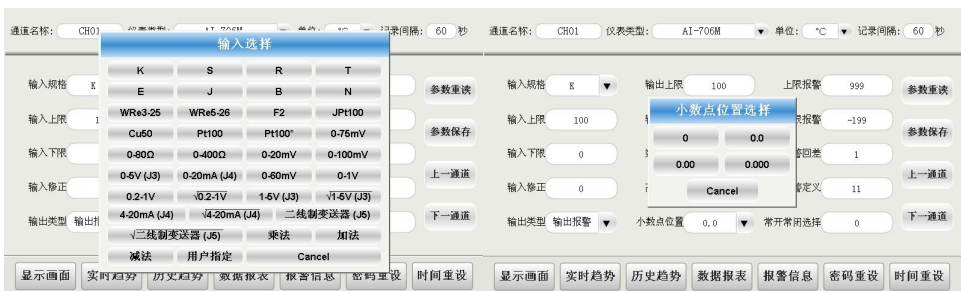 通道名称: CH01 单位: °C 记录间隔: 60 秒
输入选择
输入规格 K
K S R T
E J B N
WRe3-25 WRe5-26 F2 JPt100
Cu50 Pt100 Pt100" 0-75mV
0-80Ω 0-400Ω 0-20mV 0-100mV
0-5V (J3) 0-20mA (J4) 0-60mV 0-1V
0.2-1V √0.2-1V 1-5V (J3) √1-5V (J3)
4-20mA (J4) √4-20mA (J4) 二线制变送器 (J5)
√二线制变送器 (J5) 乘法 加法
减法 用户指定 Cancel
输入上限
输入下限
输入修正
输出类型
参数重读
参数保存
上一通道
下一通道
显示画面 实时趋势 历史趋势 数据报表 报警信息 密码重设 时间重设
通道名称: CH01 仪表类型: AI-706M 单位: °C 记录间隔: 60 秒
输入规格 K 输出上限 100 上限报警 999 参数重读
输入上限 100 -199 参数保存
输入下限 0 1 上一通道
输入修正 0 11
输出类型 输出报警 小数点位置 0.0 常开常闭选择 0 下一通道
小数点位置选择
0 0.0
0.00 0.000
Cancel
显示画面 实时趋势 历史趋势 数据报表 报警信息 密码重设 时间重设